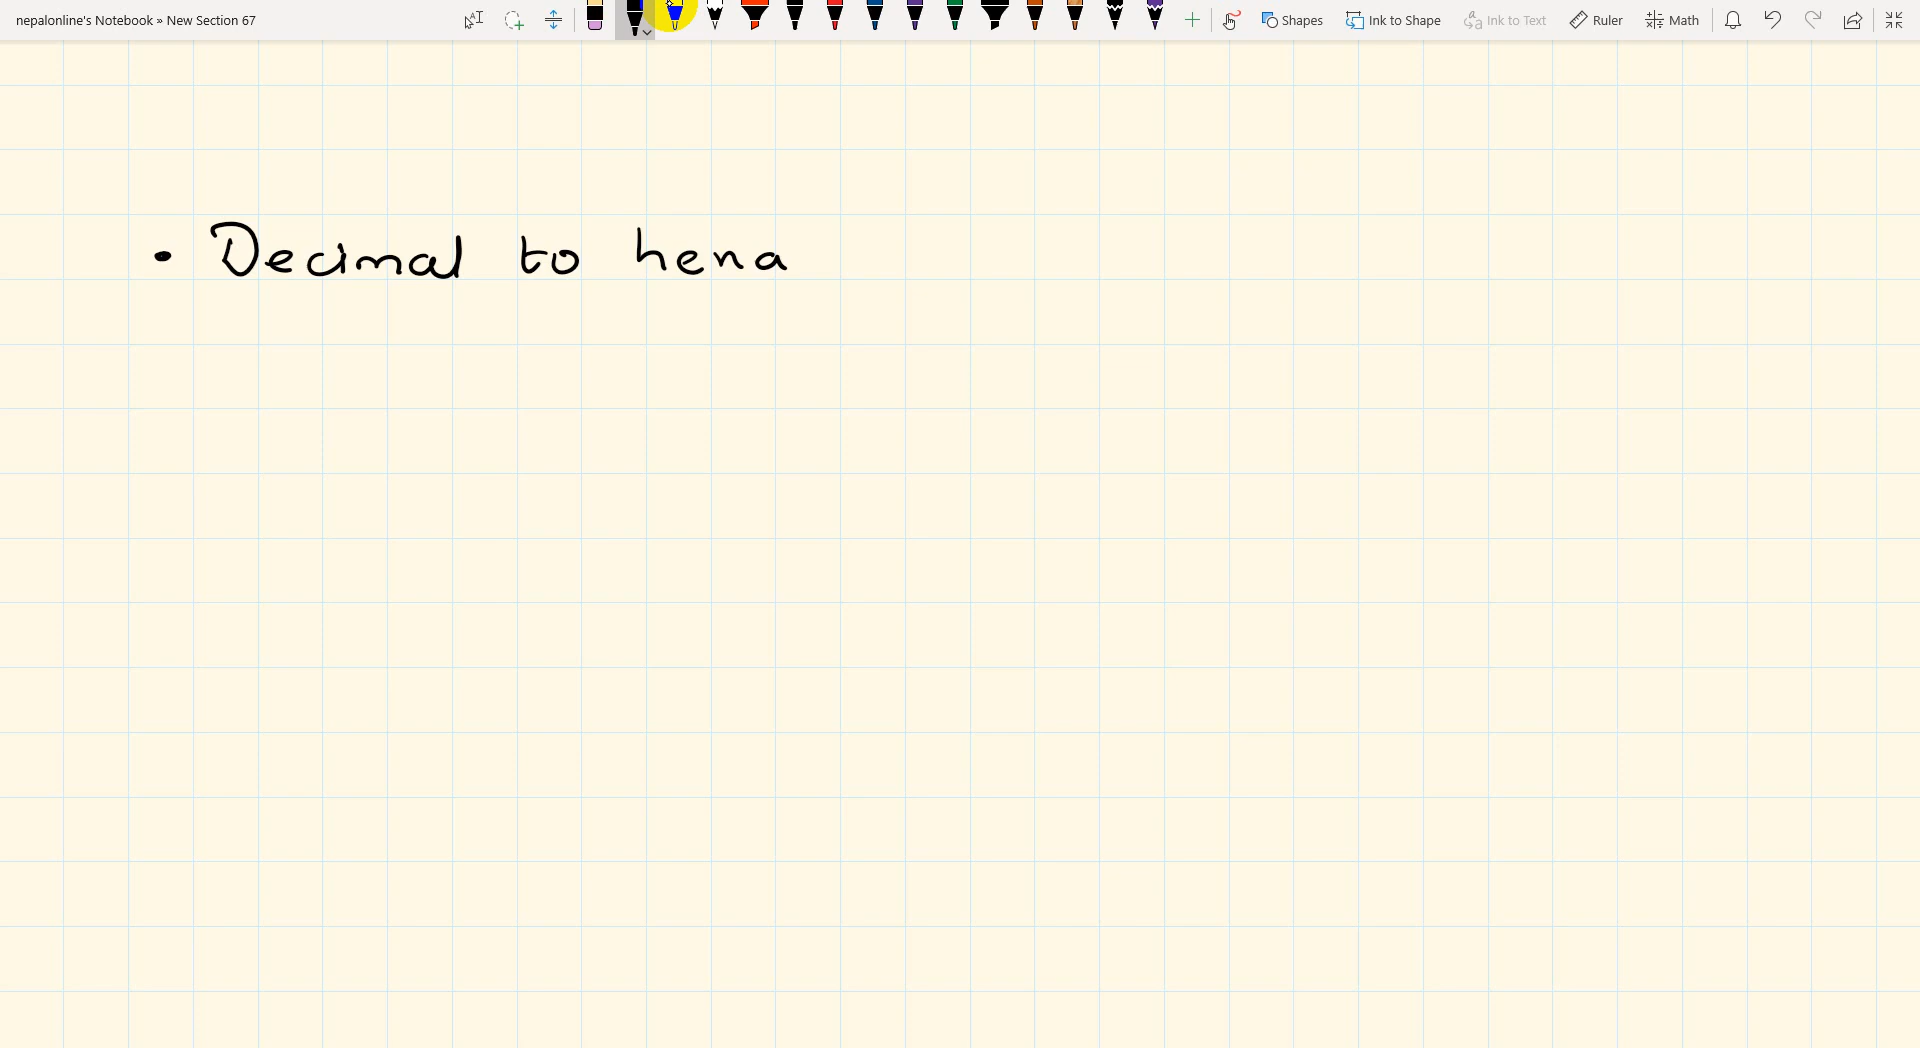 nepalonline's Notebook » New Section 67
Shapes
Ink to Shape
Ink to Text
Ruler
Math
• Decimal to hena